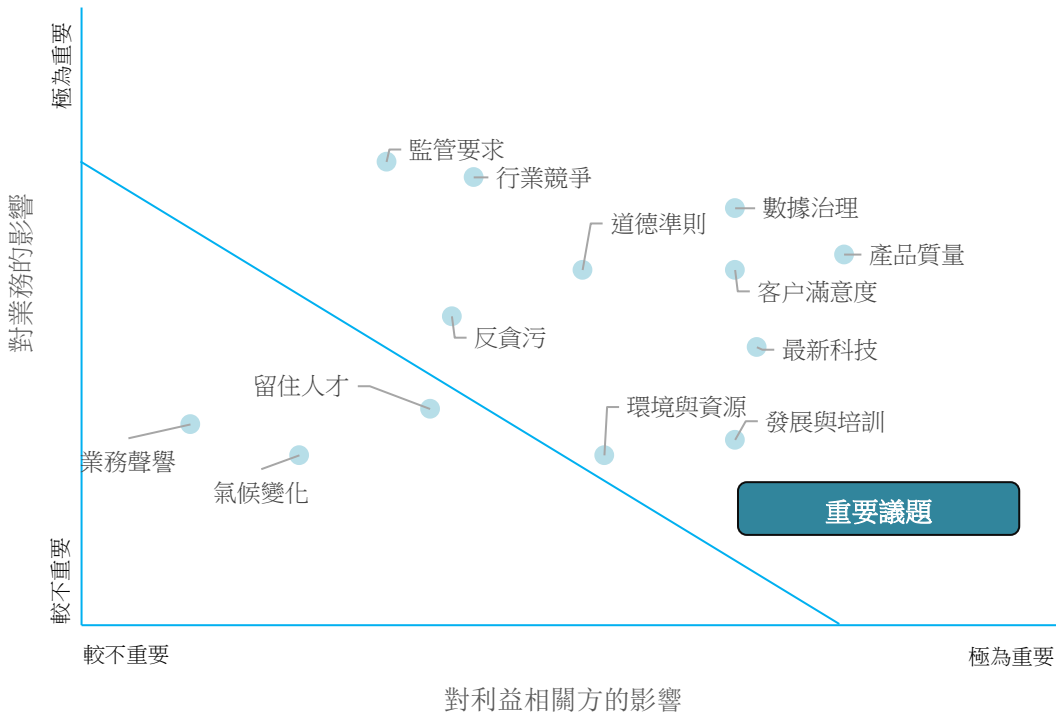 極為重要
對業務的影響
較不重要
監管要求
行業競爭
數據治理
道德準則
產品質量
客户滿意度
反貪污
最新科技
留住人才
環境與資源
發展與培訓
業務聲譽
氣候變化
重要議題
較不重要
極為重要
對利益相關方的影響